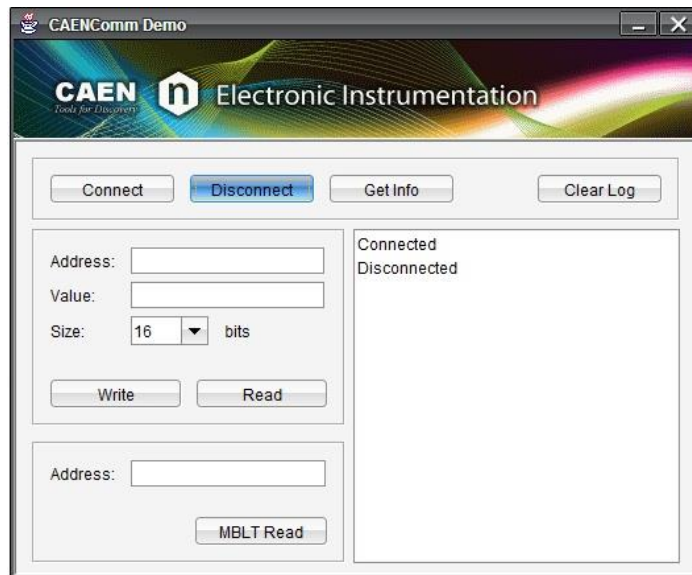 CAENComm Demo
CAEN n Electronic Instrumentation
Tools for Discovery
Connect Disconnect Get Info Clear Log
Address:
Value:
Size: 16 bits
Write Read
Address:
MBLT Read
Connected
Disconnected